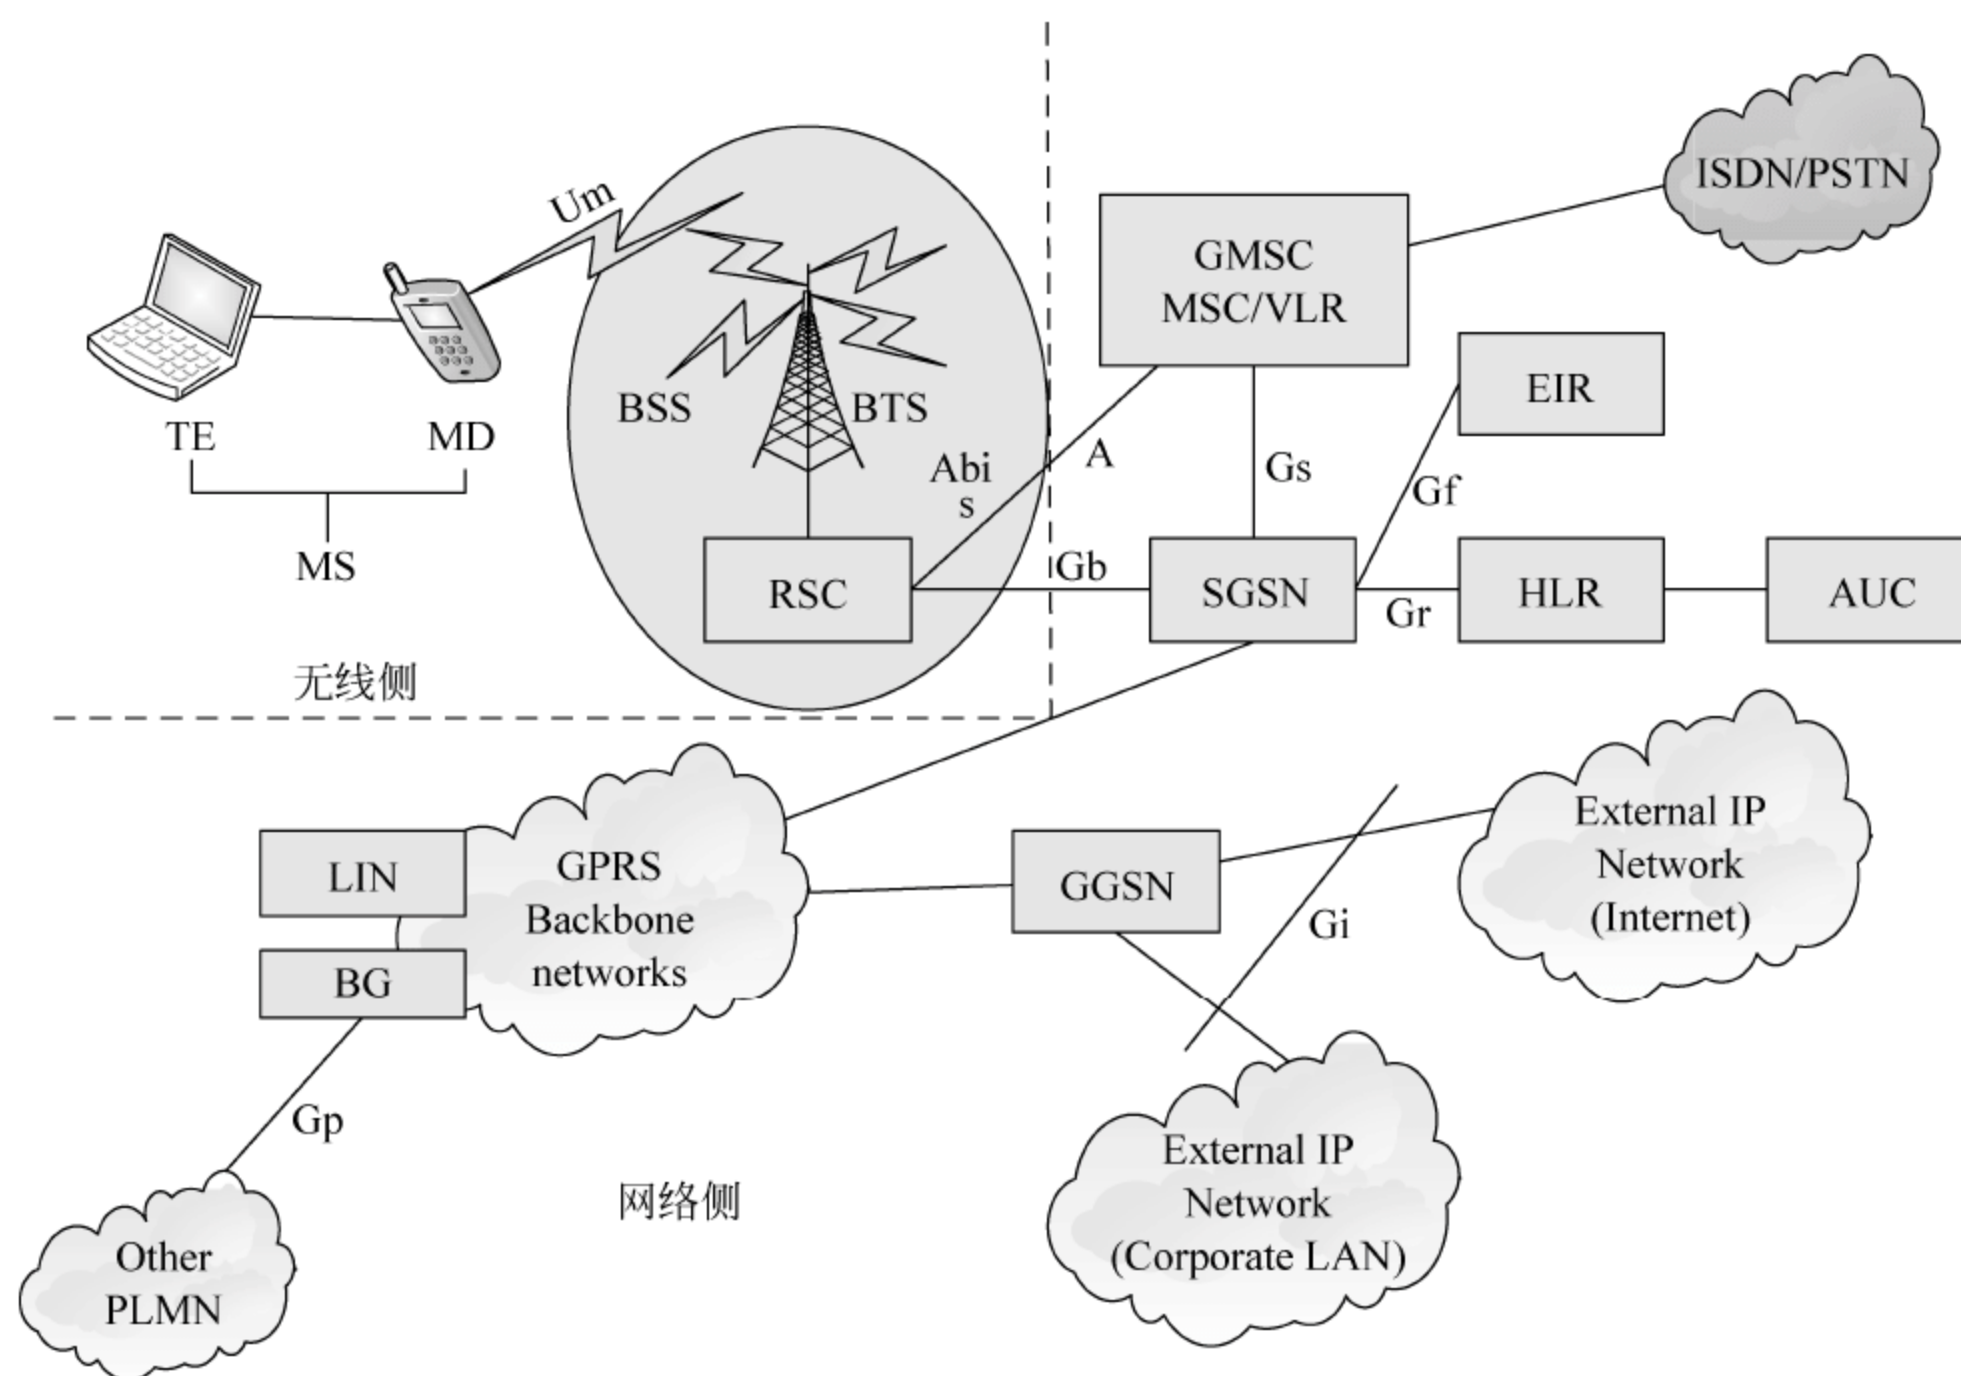 Um
ISDN/PSTN
GMSC
MSC/VLR
EIR
BSS
BTS
TE
MD
Abi
s
A
Gs
Gf
MS
RSC
Gb
SGSN
Gr
HLR
AUC
无线侧
LIN
GPRS
Backbone
networks
BG
GGSN
External IP
Network
(Internet)
Gi
Gp
网络侧
External IP
Network
(Corporate LAN)
Other
PLMN